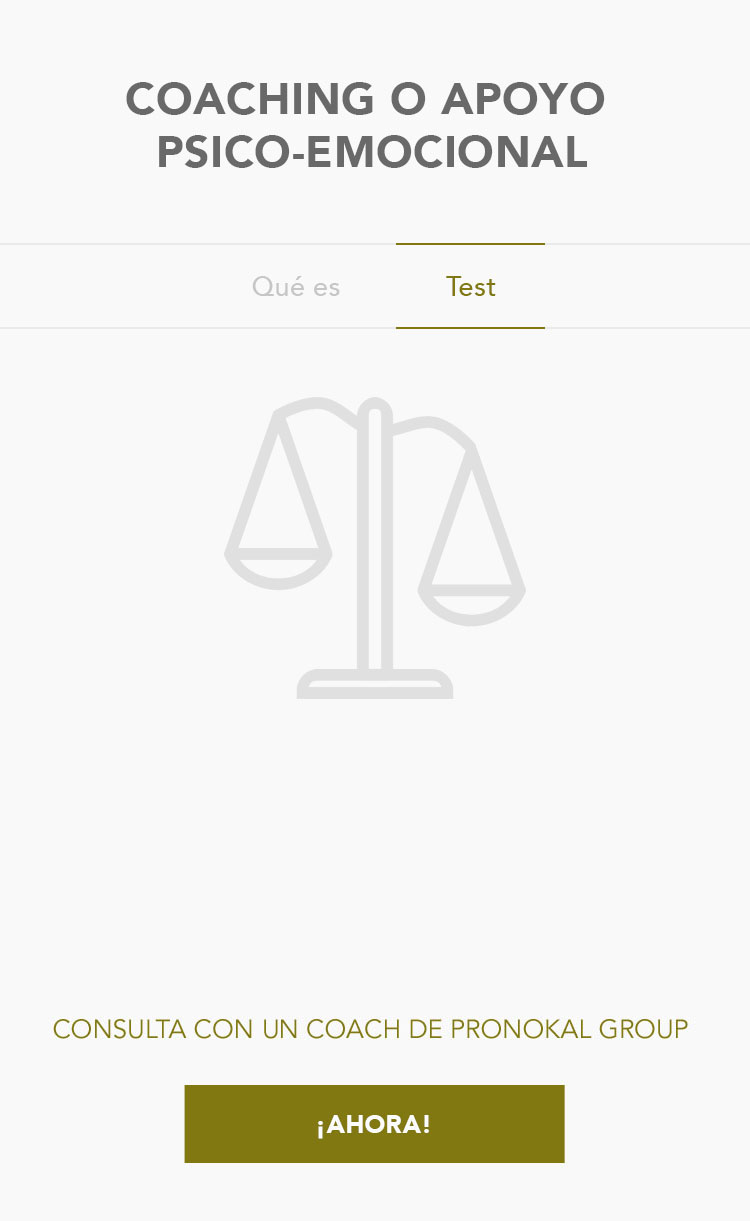 COACHING O APOYO
PSICO-EMOCIONAL
Qué es
Test
CONSULTA CON UN COACH DE PRONOKAL GROUP
¡AHORA!